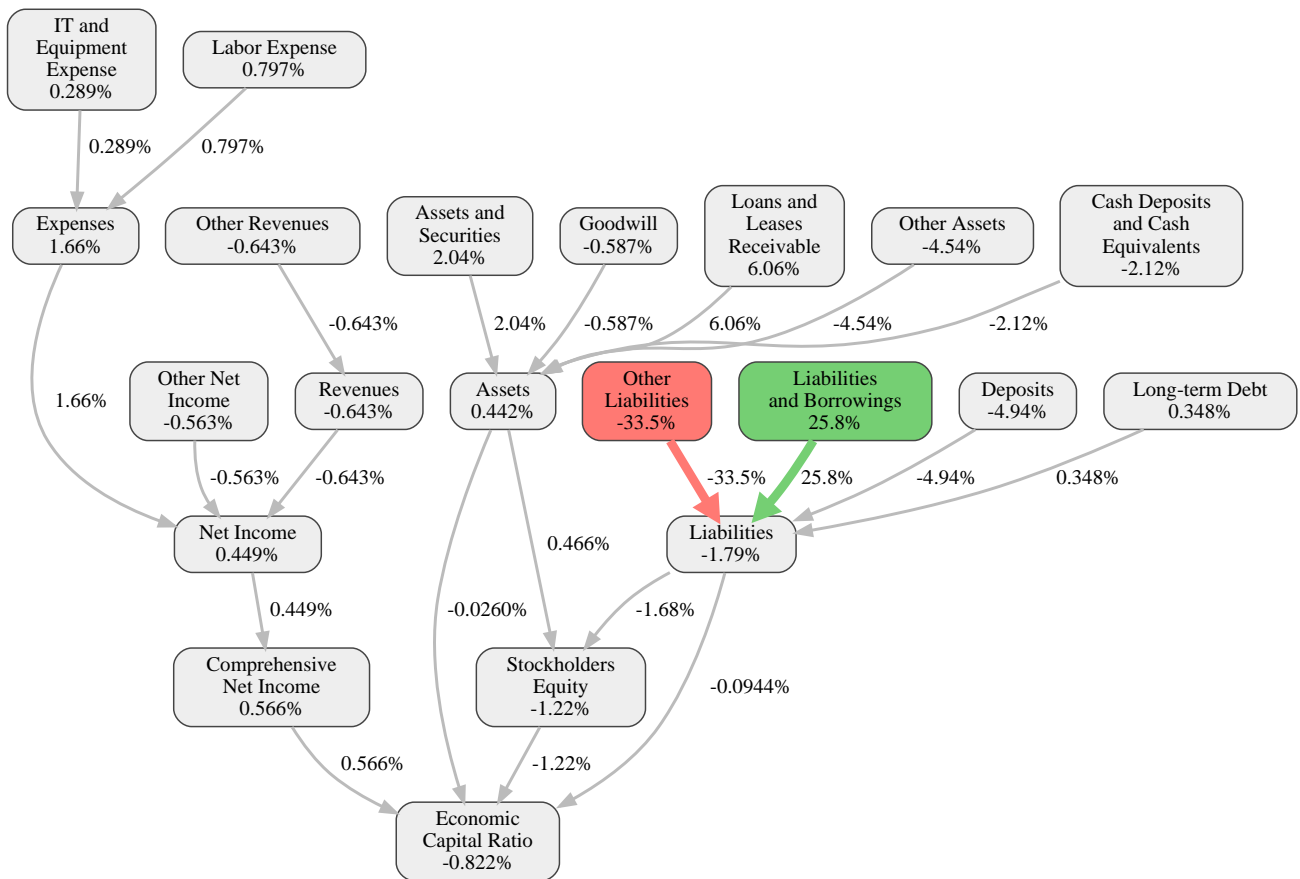 IT and
Equipment
Expense
0.289%
Labor Expense
0.797%
0.289%
0.797%
Expenses
1.66%
Other Revenues
-0.643%
Assets and
Securities
2.04%
Goodwill
-0.587%
Loans and
Leases
Receivable
6.06%
Other Assets
-4.54%
Cash Deposits
and Cash
Equivalents
-2.12%
-0.643%
2.04%
-0.587%
6.06%
-4.54%
-2.12%
1.66%
Other Net
Income
-0.563%
Revenues
-0.643%
Assets
0.442%
Other
Liabilities
-33.5%
Liabilities
and Borrowings
25.8%
Deposits
-4.94%
Long-term Debt
0.348%
-0.563%
-0.643%
-33.5%
25.8%
-4.94%
0.348%
Net Income
0.449%
0.466%
Liabilities
-1.79%
0.449%
-0.0260%
-1.68%
Comprehensive
Net Income
0.566%
Stockholders
Equity
-1.22%
-0.0944%
0.566%
-1.22%
Economic
Capital Ratio
-0.822%